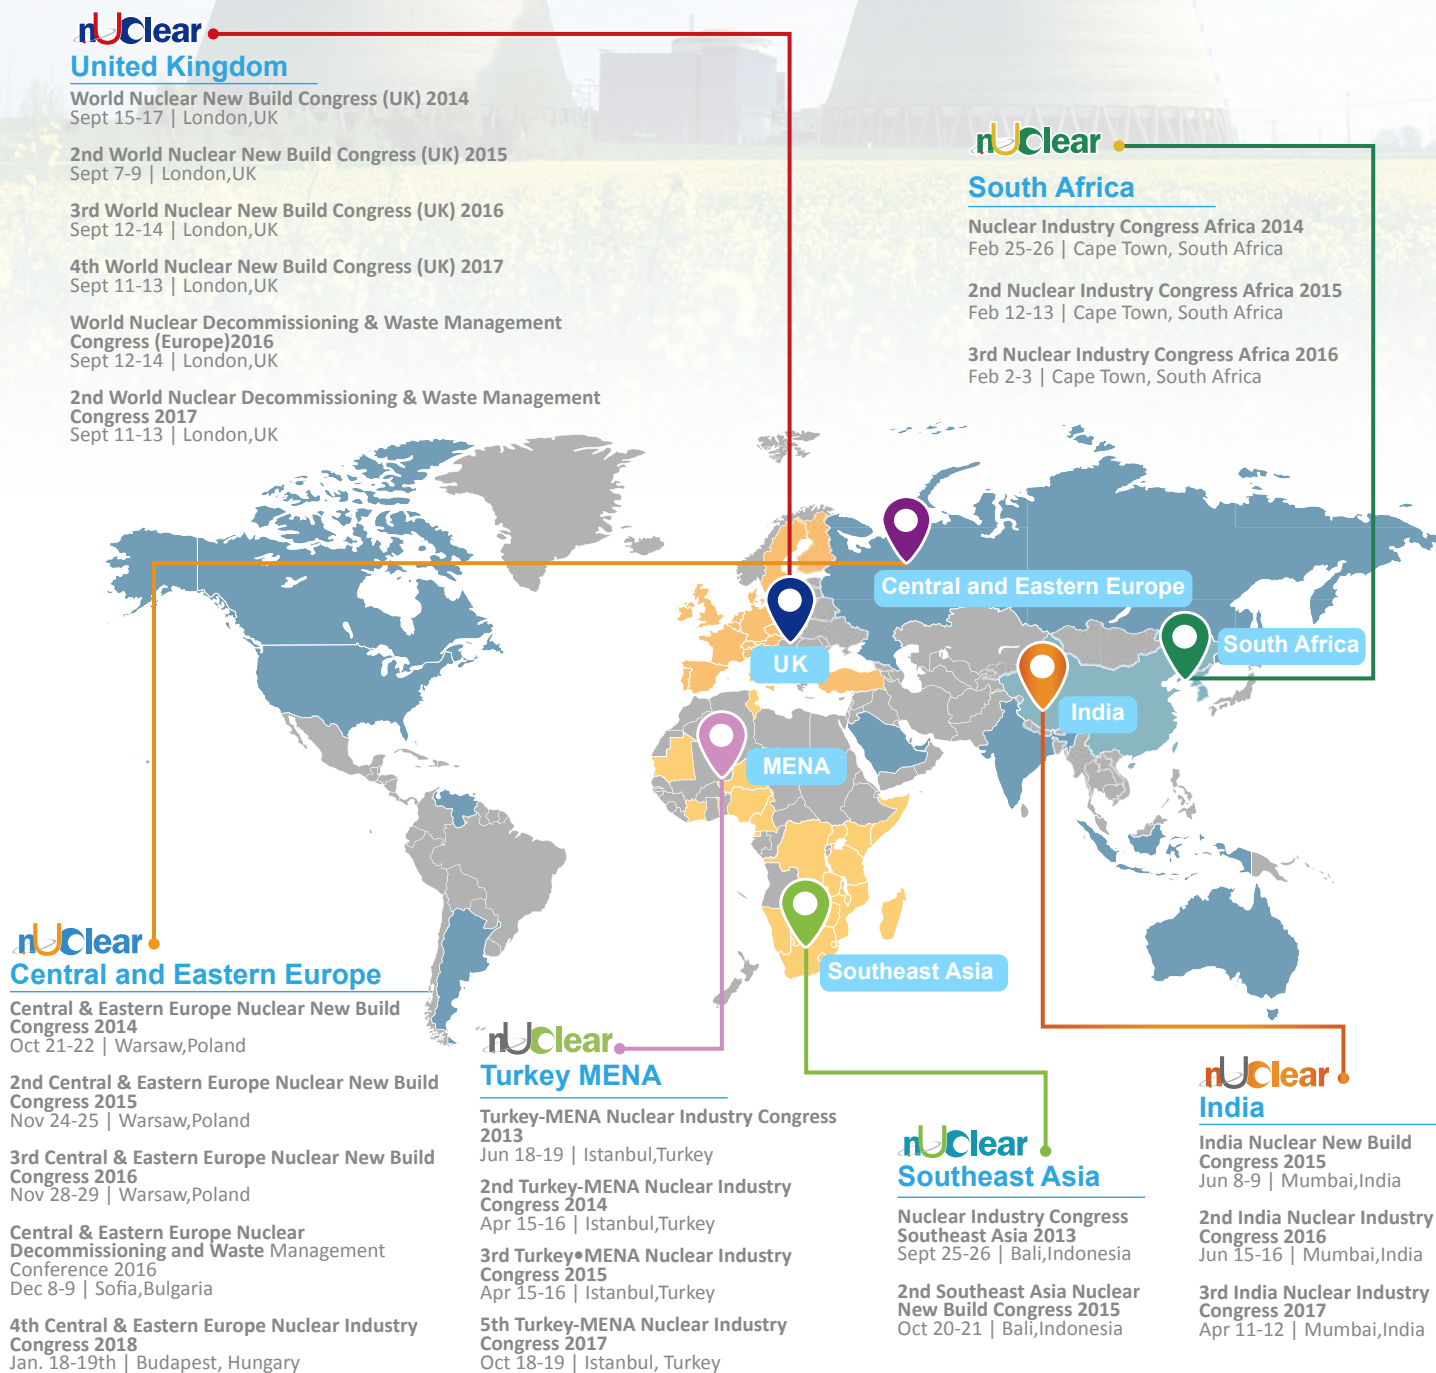 nUClear
United Kingdom
World Nuclear New Build Congress (UK) 2014
Sept 15-17 | London,UK
2nd World Nuclear New Build Congress (UK) 2015
Sept 7-9 | London,UK
3rd World Nuclear New Build Congress (UK) 2016
Sept 12-14 | London,UK
4th World Nuclear New Build Congress (UK) 2017
Sept 11-13 | London,UK
World Nuclear Decommissioning & Waste Management
Congress (Europe)2016
Sept 12-14 | London,UK
2nd World Nuclear Decommissioning & Waste Management
Congress 2017
Sept 11-13 | London,UK
nUClear
South Africa
Nuclear Industry Congress Africa 2014
Feb 25-26 | Cape Town, South Africa
2nd Nuclear Industry Congress Africa 2015
Feb 12-13 | Cape Town, South Africa
3rd Nuclear Industry Congress Africa 2016
Feb 2-3 | Cape Town, South Africa
Central and Eastern Europe
South Africa
UK
India
MENA
Southeast Asia
nUClear
Central and Eastern Europe
Central & Eastern Europe Nuclear New Build
Congress 2014
Oct 21-22 | Warsaw,Poland
2nd Central & Eastern Europe Nuclear New Build
Congress 2015
Nov 24-25 | Warsaw,Poland
3rd Central & Eastern Europe Nuclear New Build
Congress 2016
Nov 28-29 | Warsaw,Poland
Central & Eastern Europe Nuclear
Decommissioning and Waste Management
Conference 2016
Dec 8-9 | Sofia,Bulgaria
4th Central & Eastern Europe Nuclear Industry
Congress 2018
Jan. 18-19th | Budapest, Hungary
nUClear
Turkey MENA
Turkey-MENA Nuclear Industry Congress
2013
Jun 18-19 | Istanbul,Turkey
2nd Turkey-MENA Nuclear Industry
Congress 2014
Apr 15-16 | Istanbul,Turkey
3rd Turkey•MENA Nuclear Industry
Congress 2015
Apr 15-16 | Istanbul,Turkey
5th Turkey-MENA Nuclear Industry
Congress 2017
Oct 18-19 | Istanbul, Turkey
nUClear
Southeast Asia
Nuclear Industry Congress
Southeast Asia 2013
Sept 25-26 | Bali,Indonesia
2nd Southeast Asia Nuclear
New Build Congress 2015
Oct 20-21 | Bali,Indonesia
nUClear
India
India Nuclear New Build
Congress 2015
Jun 8-9 | Mumbai,India
2nd India Nuclear Industry
Congress 2016
Jun 15-16 | Mumbai,India
3rd India Nuclear Industry
Congress 2017
Apr 11-12 | Mumbai,India